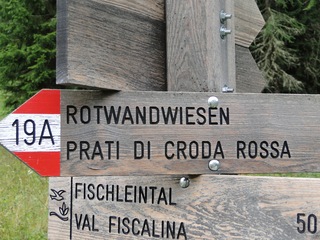 19A
ROTWANDWIESEN
PRATI DI CRODA ROSSA
FISCHLEINTAL
VAL FISCALINA
50